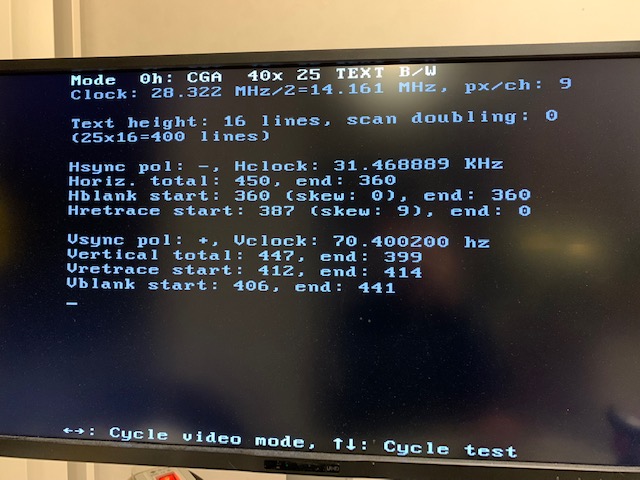 Mode 0h: CGA 40x 25 TEXT B/W
Clock: 28.322 MHz/2=14.161 MHz, px/ch: 9
Text height: 16 lines, scan doubling: 0
(25x16=400 lines)
Hsync pol: -, Hclock: 31.468889 KHz
Horiz. total: 450, end: 360
Hblank start: 360 (skew: 0), end: 360
Hretrace start: 387 (skew: 9), end: 0
Vsync pol: +, Vclock: 70.400200 hz
Vertical total: 447, end: 399
Vretrace start: 412, end: 414
Vblank start: 406, end: 441
_
←→: Cycle video mode, ↑↓: Cycle test